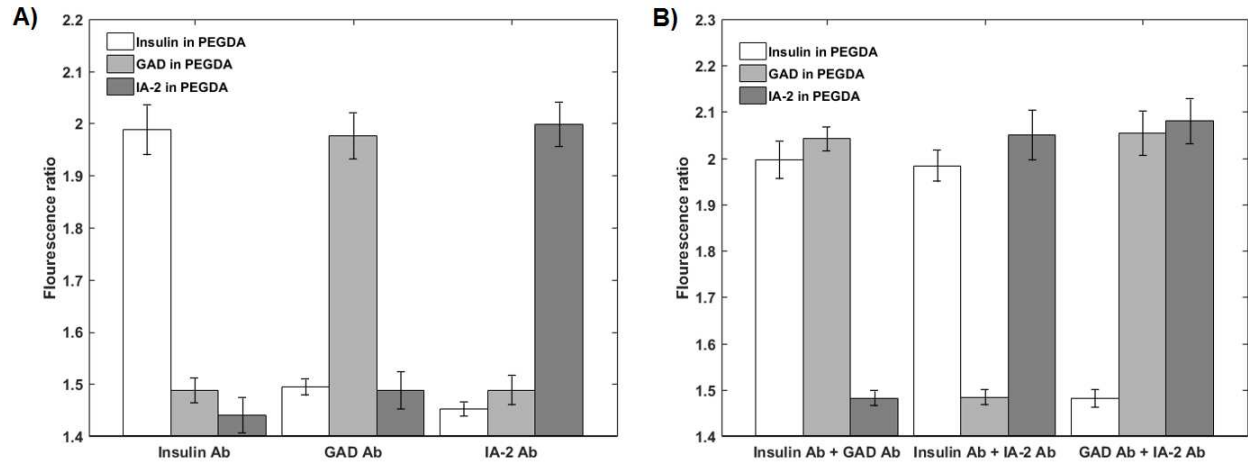 A)
Flourescence ratio
2.2
2.1
2
1.9
1.8
1.7
1.6
1.5
1.4
Insulin in PEGDA
GAD in PEGDA
IA-2 in PEGDA
Insulin Ab
GAD Ab
IA-2 Ab
B)
Flourescence ratio
2.3
2.2
2.1
2
1.9
1.8
1.7
1.6
1.5
1.4
Insulin in PEGDA
GAD in PEGDA
IA-2 in PEGDA
Insulin Ab + GAD Ab
Insulin Ab + IA-2 Ab
GAD Ab + IA-2 Ab